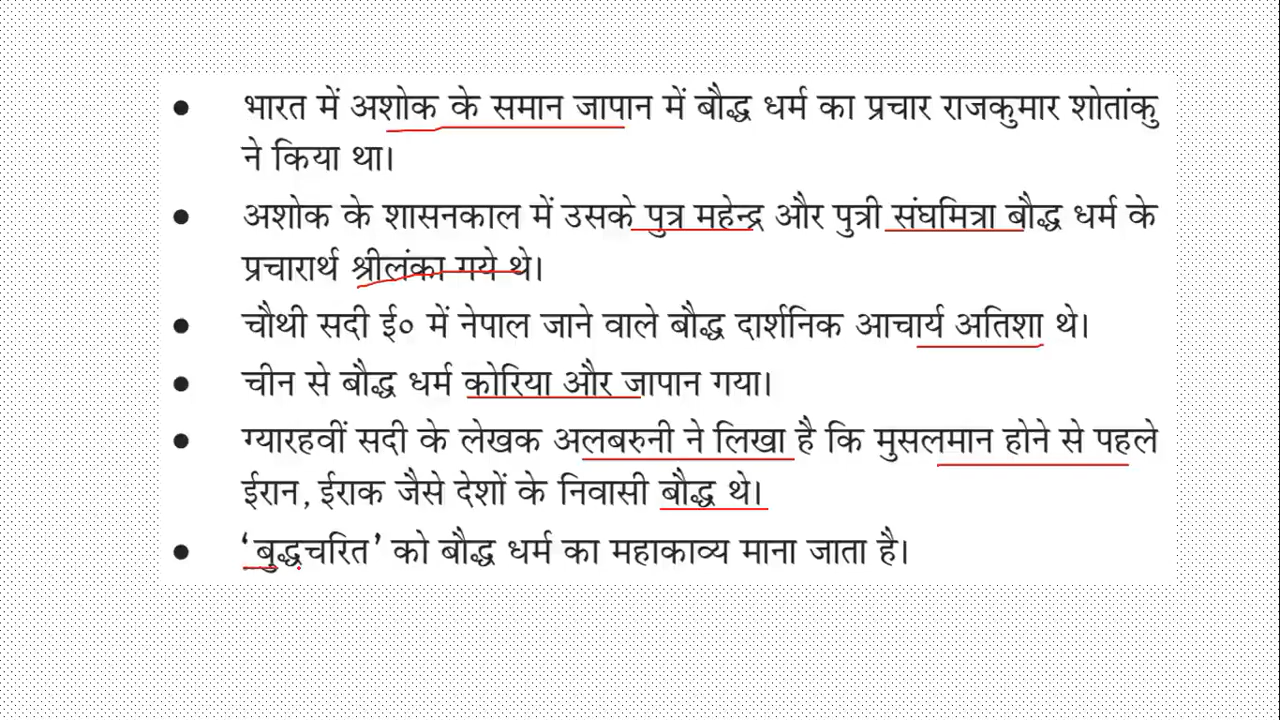 ● भारत में अशोक के समान जापान में बौद्ध धर्म का प्रचार राजकुमार शोतांकु
ने किया था।
● अशोक के शासनकाल में उसके पुत्र महेन्द्र और पुत्री संघमित्रा बौद्ध धर्म के
प्रचारार्थ श्रीलंका गये थे।
● चौथी सदी ई० में नेपाल जाने वाले बौद्ध दार्शनिक आचार्य अतिशा थे।
● चीन से बौद्ध धर्म कोरिया और जापान गया।
● ग्यारहवीं सदी के लेखक अलबरुनी ने लिखा है कि मुसलमान होने से पहले
ईरान, ईराक जैसे देशों के निवासी बौद्ध थे।
● ‘बुद्धचरित’ को बौद्ध धर्म का महाकाव्य माना जाता है।